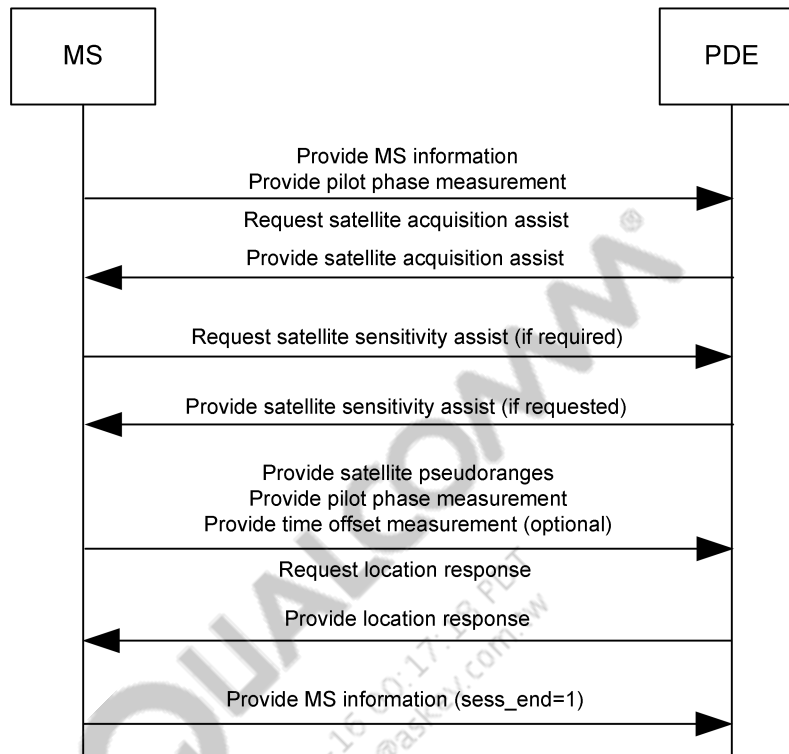 MS
PDE
Provide MS information
Provide pilot phase measurement
Request satellite acquisition assist
Provide satellite acquisition assist
Request satellite sensitivity assist (if required)
Provide satellite sensitivity assist (if requested)
Provide satellite pseudoranges
Provide pilot phase measurement
Provide time offset measurement (optional)
Request location response
Provide location response
Provide MS information (sess_end=1)
QUALCOMM®